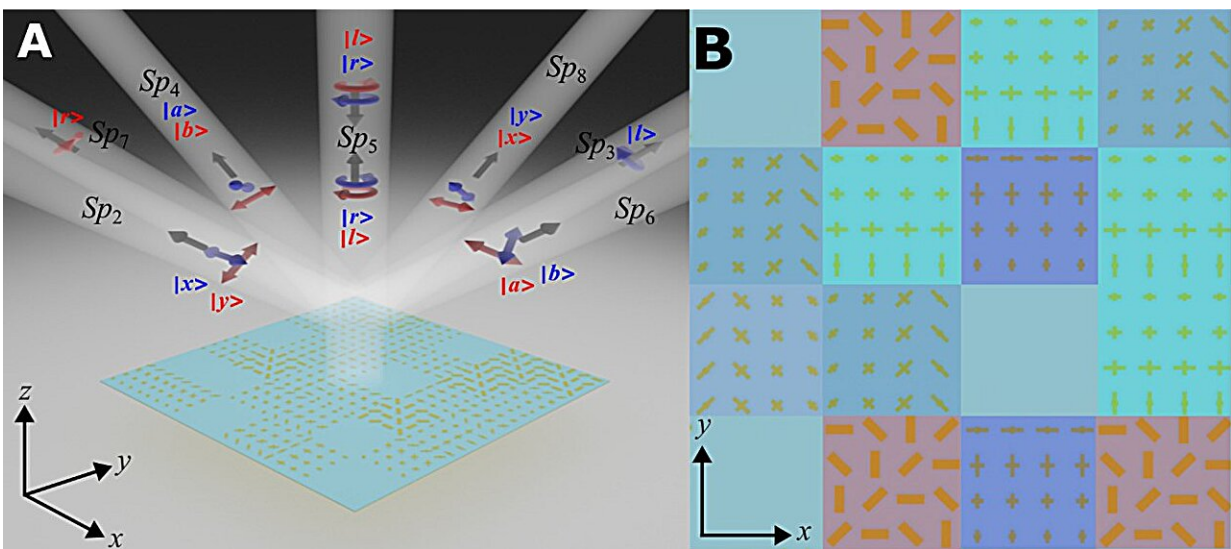 A
|l>
|r>
Sp4
|a>
|b>
Sp8
|y>
|x>
|r>
Sp7
Sp5
Sp3
|l>
Sp2
Sp6
|r>
|l>
|x>
|y>
|a>
|b>
z
y
x
B
y
x